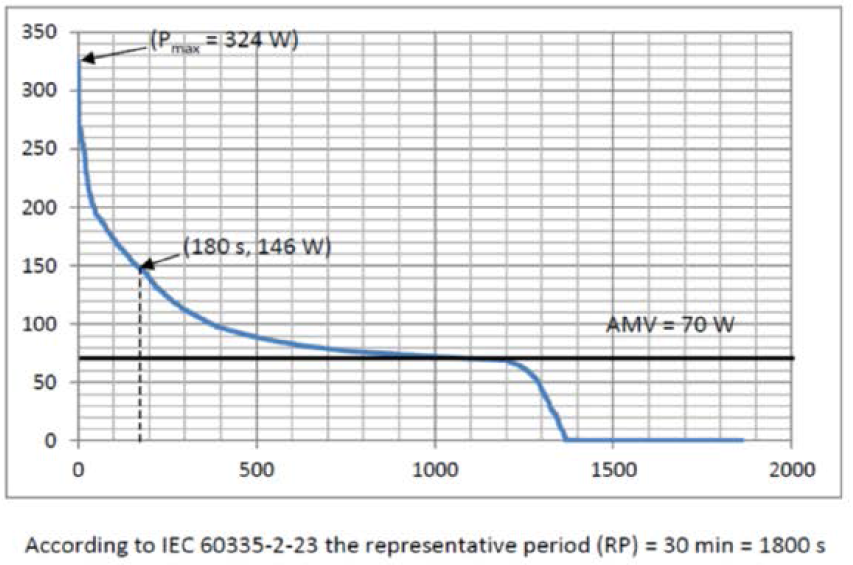 350
(Pmax = 324 W)
300
250
200
(180 s, 146 W)
150
100
AMV = 70 W
50
0
0 500 1000 1500 2000
According to IEC 60335-2-23 the representative period (RP) = 30 min = 1800 s